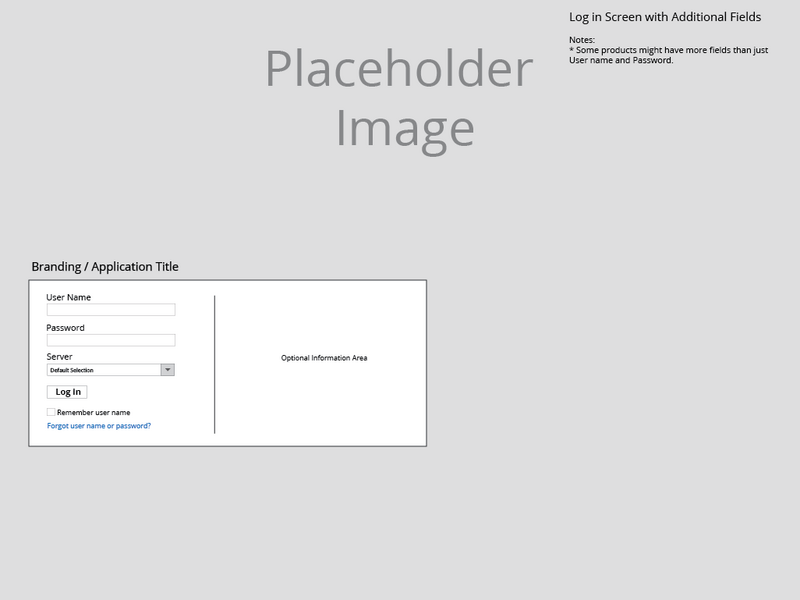 Log in Screen with Additional Fields
Notes:
* Some products might have more fields than just
User name and Password.
Placeholder
Image
Branding / Application Title
User Name
Password
Server
Default Selection
Log In
Remember user name
Forgot user name or password?
Optional Information Area